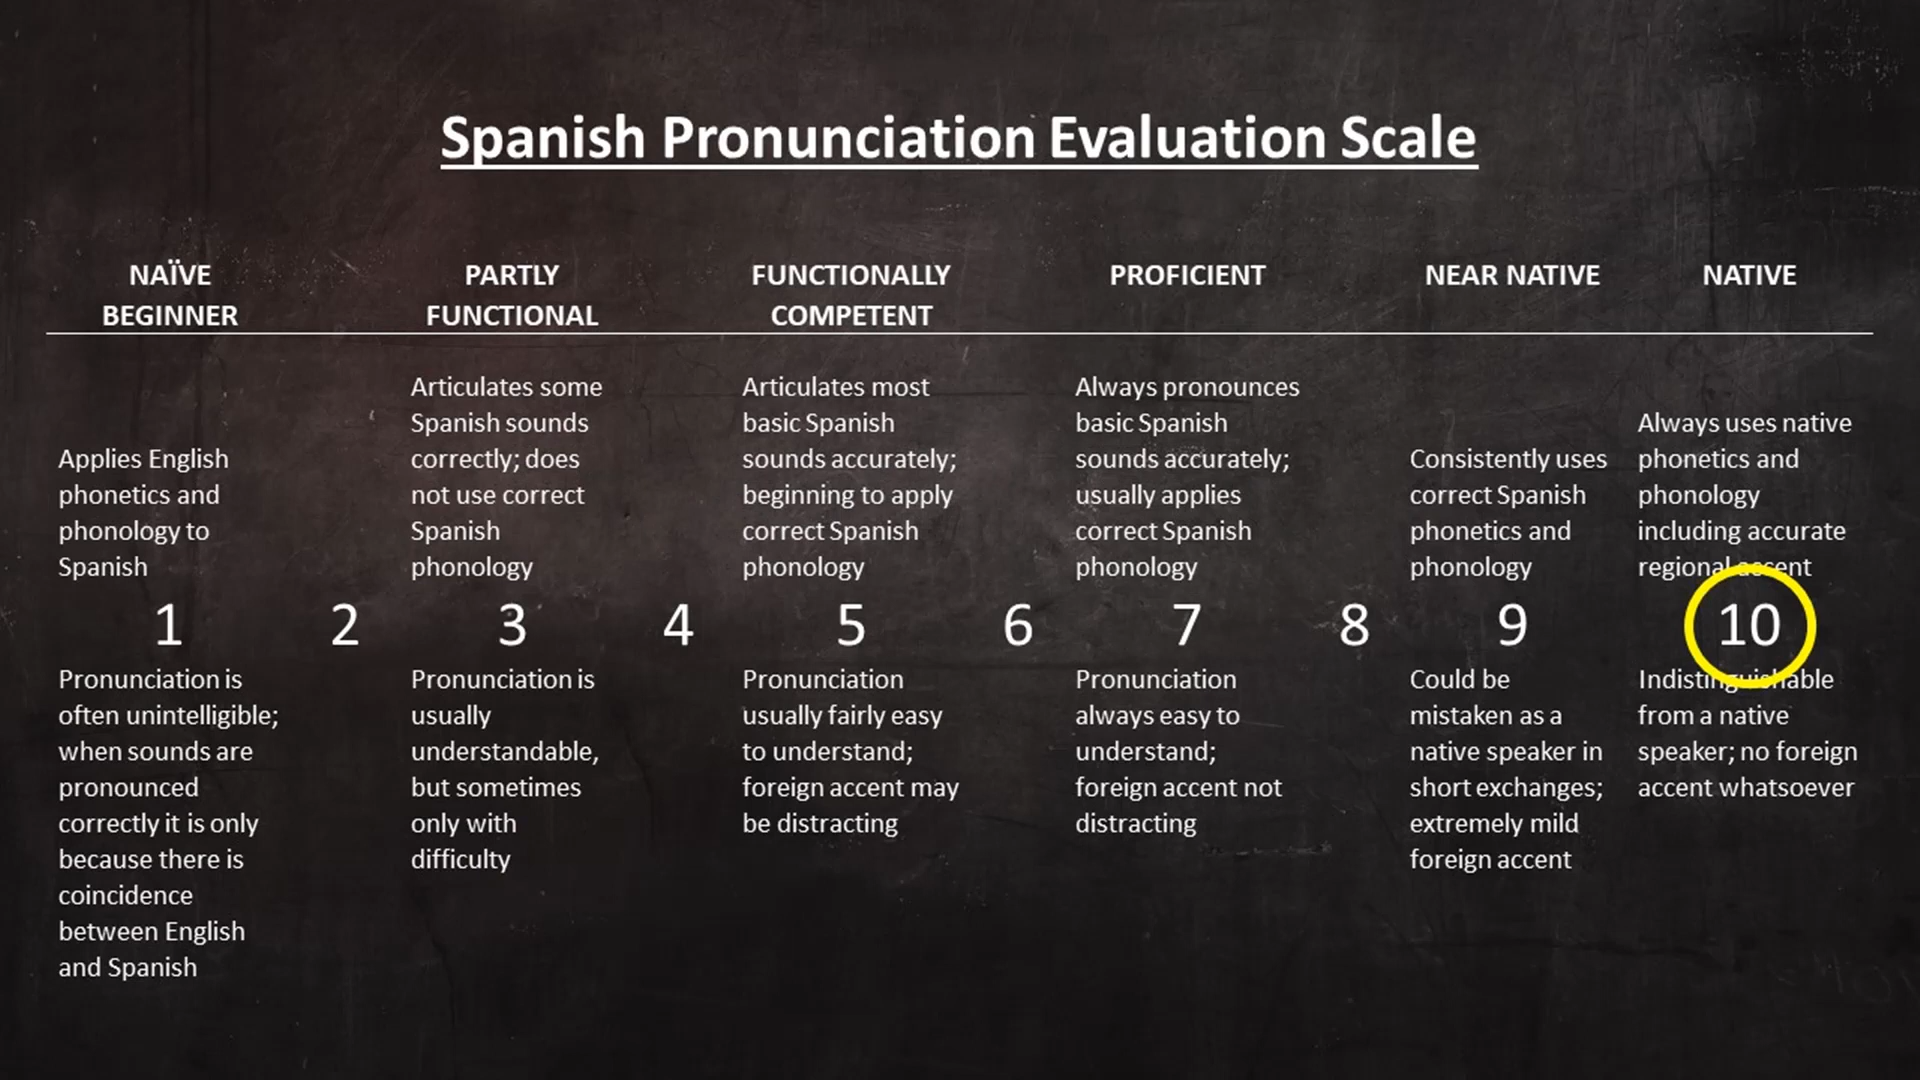 Spanish Pronunciation Evaluation Scale
NAÏVE
BEGINNER
PARTLY
FUNCTIONAL
FUNCTIONALLY
COMPETENT
PROFICIENT
NEAR NATIVE
NATIVE
Applies English
phonetics and
phonology to
Spanish
Articulates some
Spanish sounds
correctly; does
not use correct
Spanish
phonology
Articulates most
basic Spanish
sounds accurately;
beginning to apply
correct Spanish
phonology
Always pronounces
basic Spanish
sounds accurately;
usually applies
correct Spanish
phonology
Consistently uses
correct Spanish
phonetics and
phonology
Always uses native
phonetics and
phonology
including accurate
regional accent
1 2 3 4 5 6 7 8 9 10
Pronunciation is
often unintelligible;
when sounds are
pronounced
correctly it is only
because there is
coincidence
between English
and Spanish
Pronunciation is
usually
understandable,
but sometimes
only with
difficulty
Pronunciation
usually fairly easy
to understand;
foreign accent may
be distracting
Pronunciation
always easy to
understand;
foreign accent not
distracting
Could be
mistaken as a
native speaker in
short exchanges;
extremely mild
foreign accent
Indistinguishable
from a native
speaker; no foreign
accent whatsoever